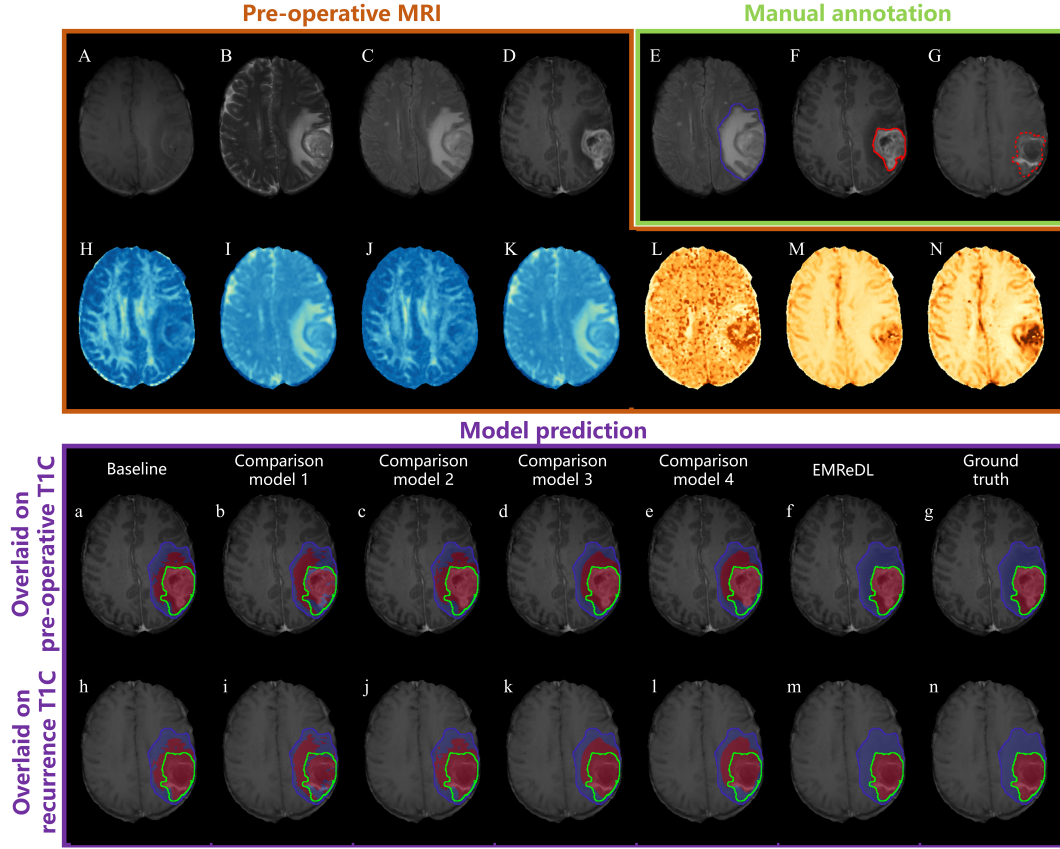 Pre-operative MRI
Manual annotation
A
B
C
D
E
F
G
H
I
J
K
L
M
N
Model prediction
Overlaid on
pre-operative T1C
Baseline
Comparison
model 1
Comparison
model 2
Comparison
model 3
Comparison
model 4
EMReDL
Ground
truth
a
b
c
d
e
f
g
Overlaid on
recurrence T1C
h
i
j
k
l
m
n